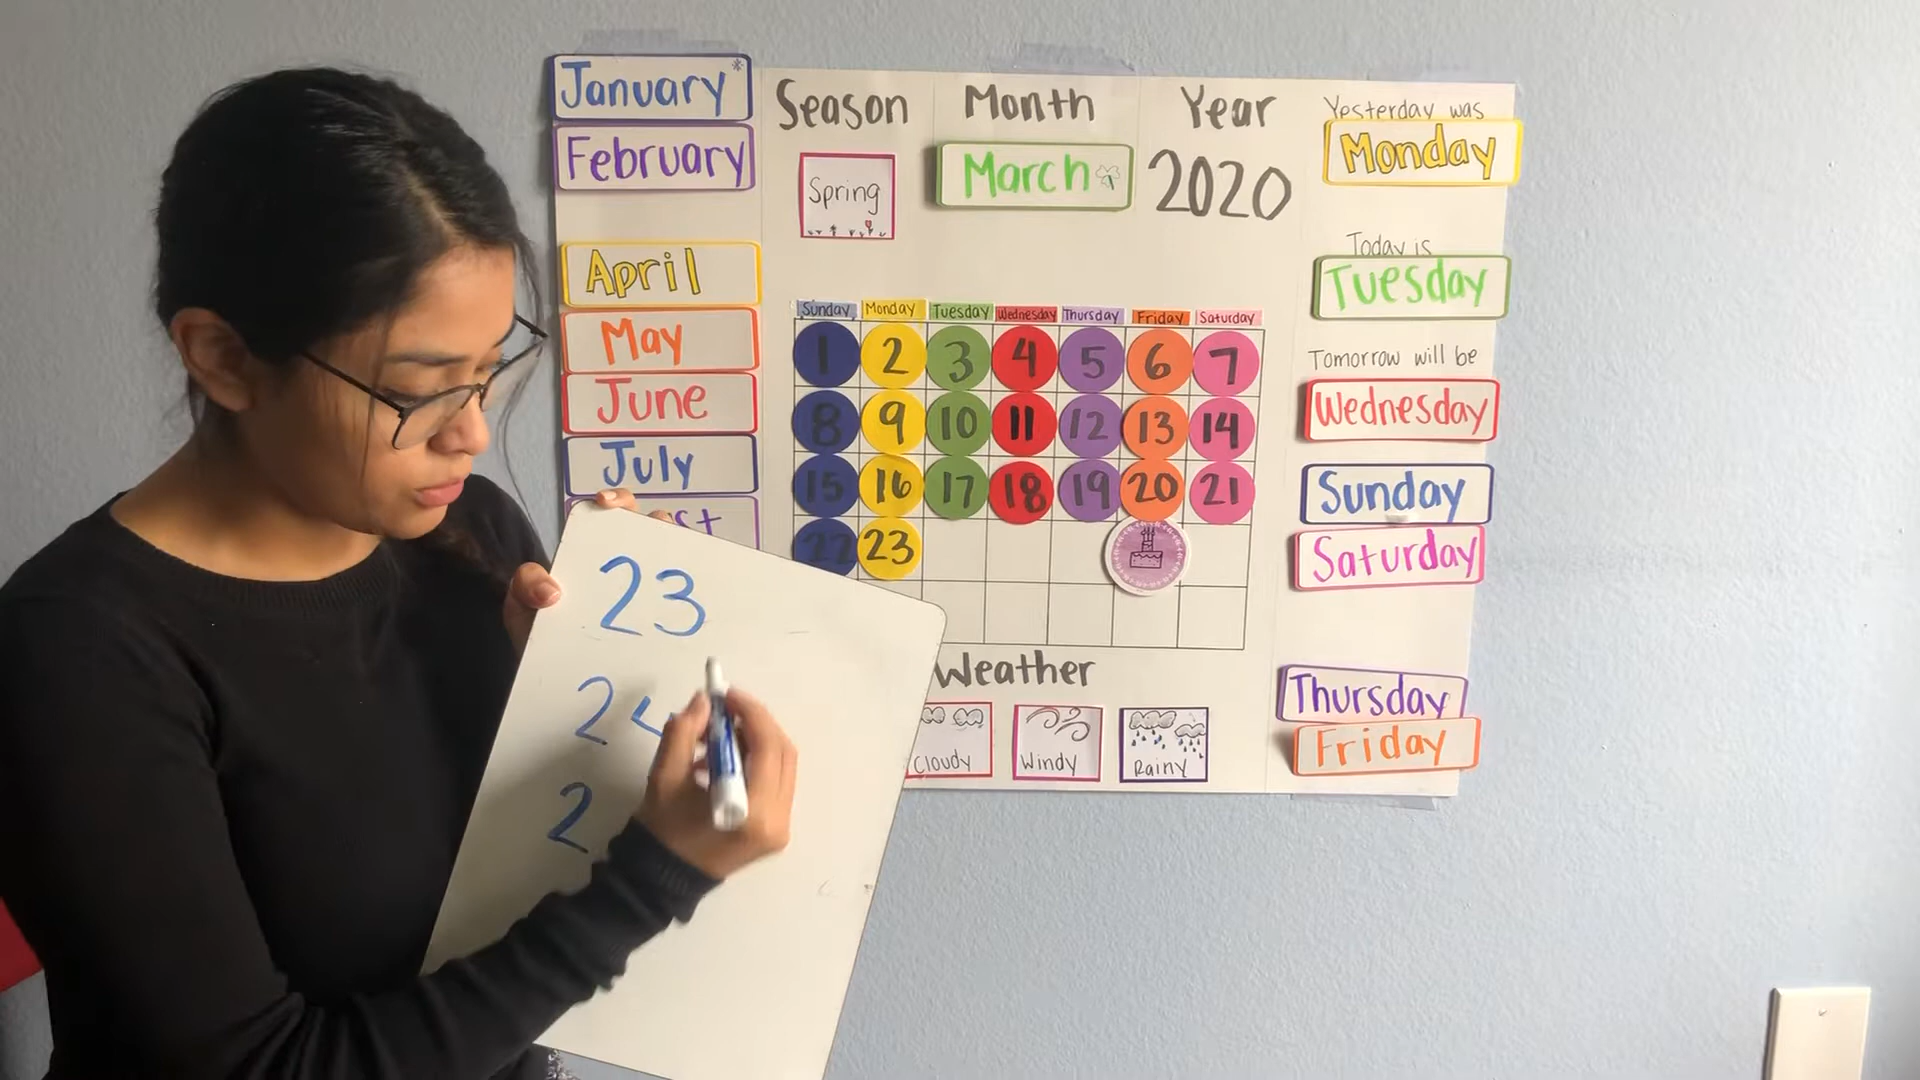 January
February
April
May
June
July
Season
Month
Year
Spring
March
2020
Yesterday was
Monday
Today is
Tuesday
Tomorrow will be
Wednesday
Sunday
Saturday
Thursday
Friday
Sunday Monday Tuesday Wednesday Thursday Friday Saturday
1 2 3 4 5 6 7
8 9 10 11 12 13 14
15 16 17 18 19 20 21
22 23
Weather
Cloudy
Windy
Rainy
23
24
2